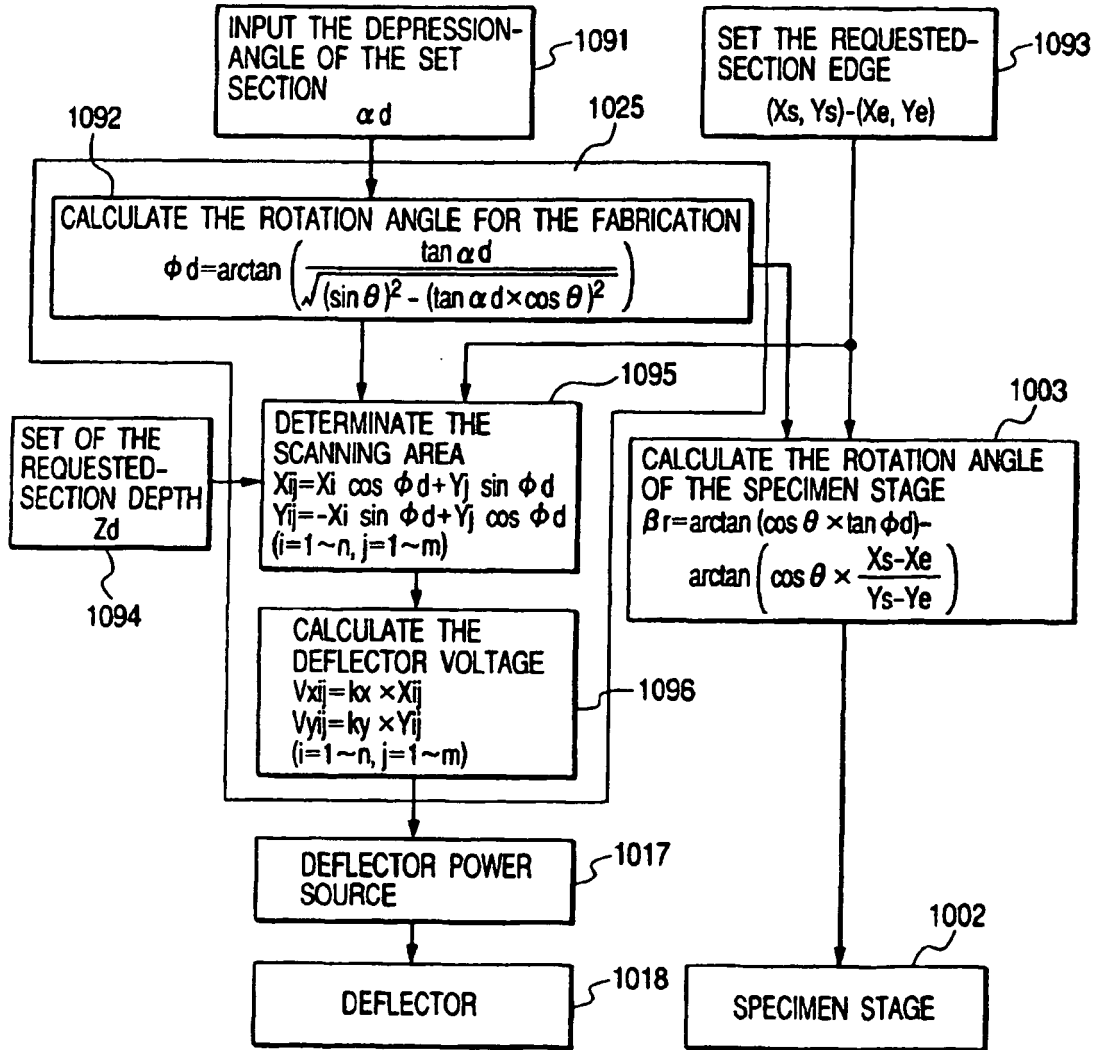 INPUT THE DEPRESSION-
ANGLE OF THE SET
SECTION
αd
1091
SET THE REQUESTED-
SECTION EDGE
(Xs, Ys)-(Xe, Ye)
1093
1092
1025
CALCULATE THE ROTATION ANGLE FOR THE FABRICATION
ϕd=arctan(tan αd/√(sin θ)² - (tan αd×cos θ)²)
1095
DETERMINATE THE
SCANNING AREA
Xij=Xi cos ϕd+Yj sin ϕd
Yij=-Xi sin ϕd+Yj cos ϕd
(i=1~n, j=1~m)
SET OF THE
REQUESTED-
SECTION DEPTH
Zd
1094
1003
CALCULATE THE ROTATION ANGLE
OF THE SPECIMEN STAGE
βr=arctan (cos θ × tan ϕd)-
arctan(cos θ × Xs-Xe/Ys-Ye)
CALCULATE THE
DEFLECTOR VOLTAGE
Vxij=kx ×Xij
Vyij=ky ×Yij
(i=1~n, j=1~m)
1096
DEFLECTOR POWER
SOURCE
1017
DEFLECTOR
1018
1002
SPECIMEN STAGE